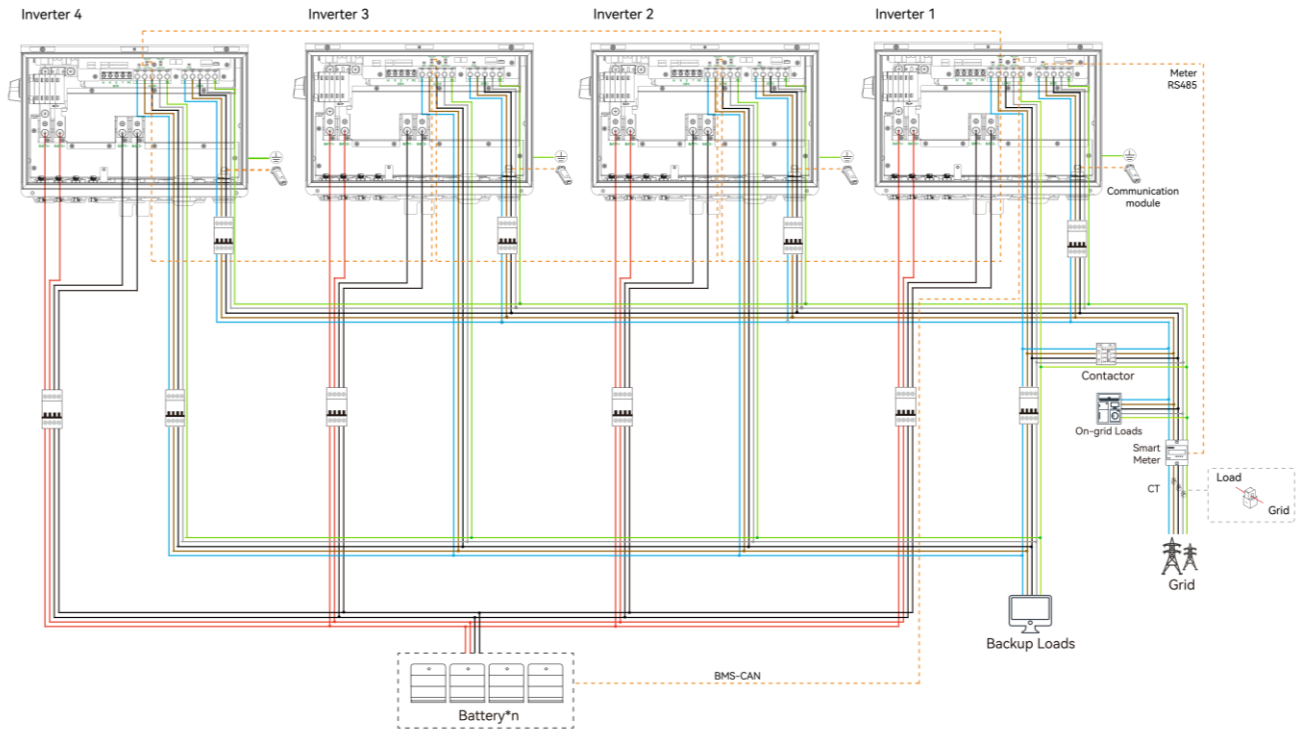 Inverter 4
Inverter 3
Inverter 2
Inverter 1
Meter
RS485
Communication
module
Contactor
On-grid Loads
Smart
Meter
CT
Load
Grid
Grid
Backup Loads
BMS-CAN
Battery*n